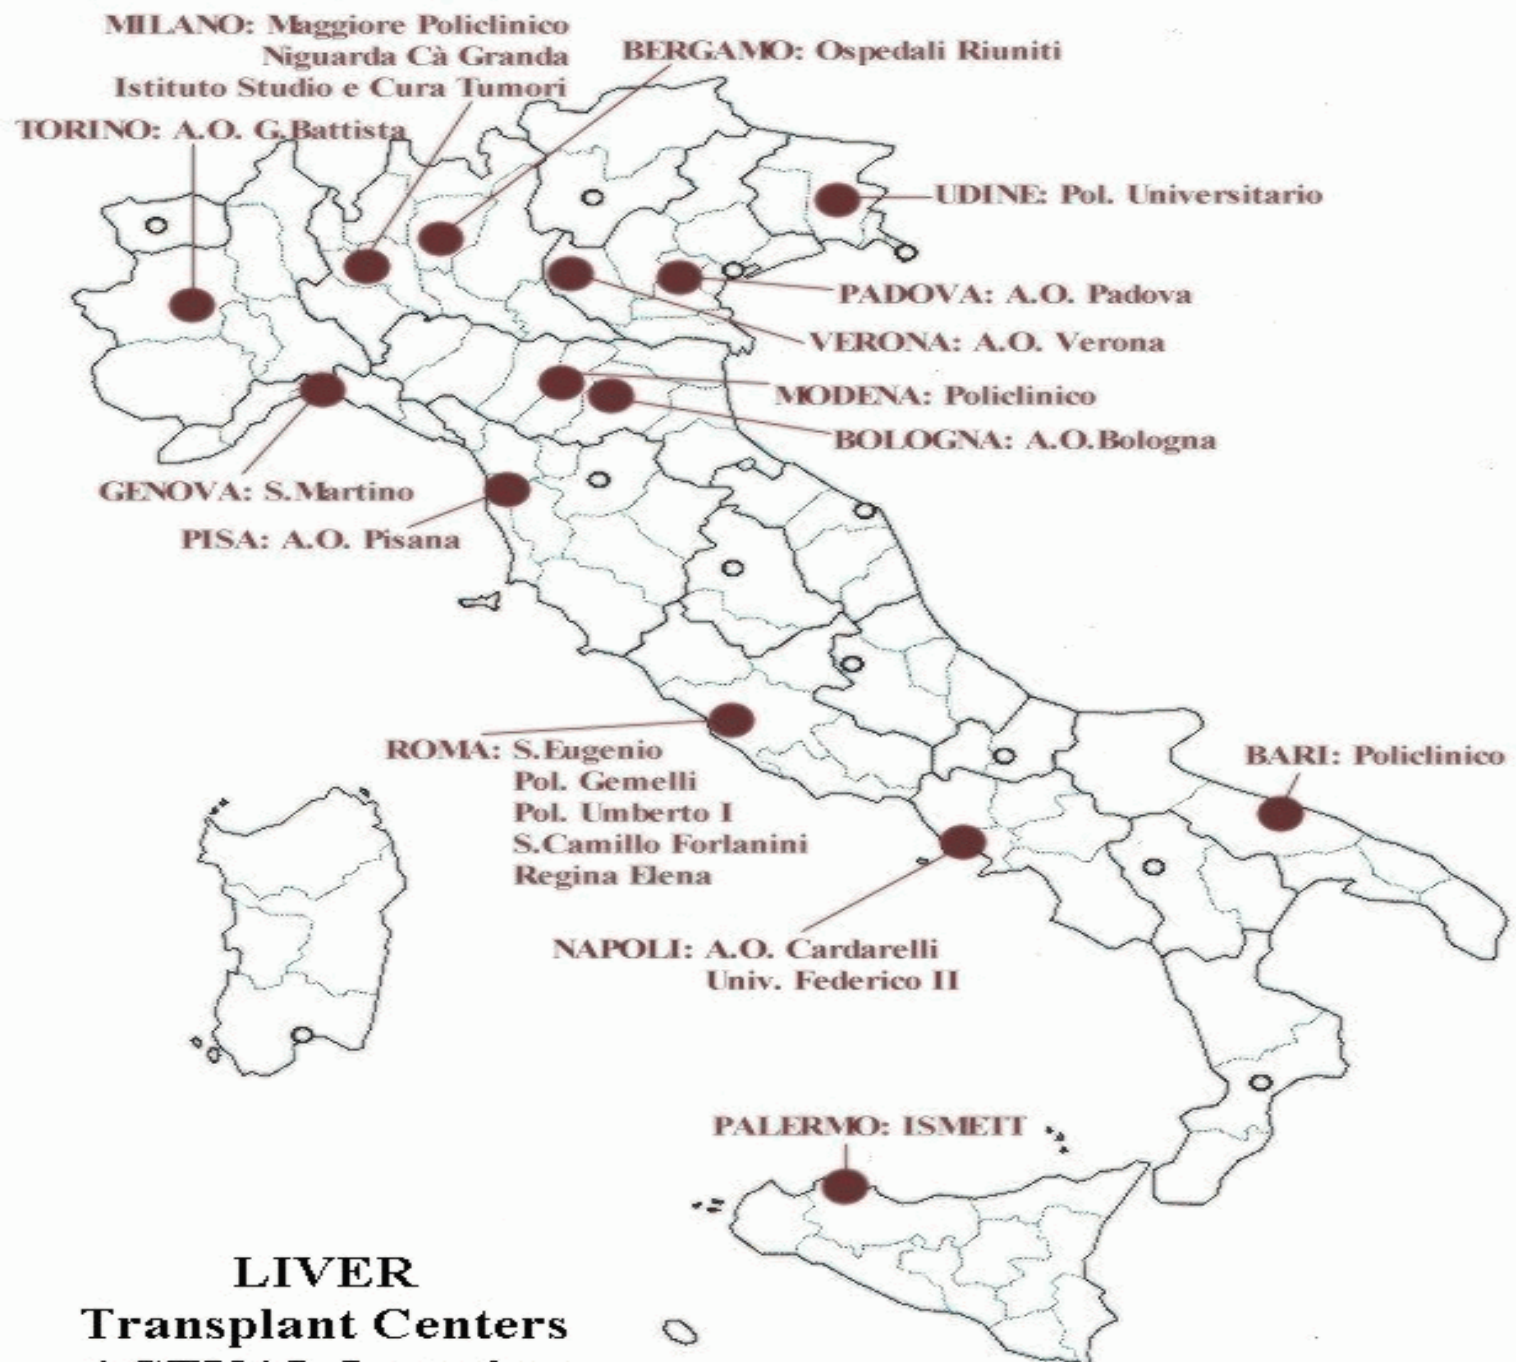 MILANO: Maggiore Policlinico
Niguarda Cà Granda
Istituto Studio e Cura Tumori
BERGAMO: Ospedali Riuniti
TORINO: A.O. G.Battista
UDINE: Pol. Universitario
PADOVA: A.O. Padova
VERONA: A.O. Verona
MODENA: Policlinico
BOLOGNA: A.O.Bologna
GENOVA: S.Martino
PISA: A.O. Pisana
ROMA: S.Eugenio
Pol. Gemelli
Pol. Umberto I
S.Camillo Forlanini
Regina Elena
BARI: Policlinico
NAPOLI: A.O. Cardarelli
Univ. Federico II
PALERMO: ISMETT
LIVER
Transplant Centers